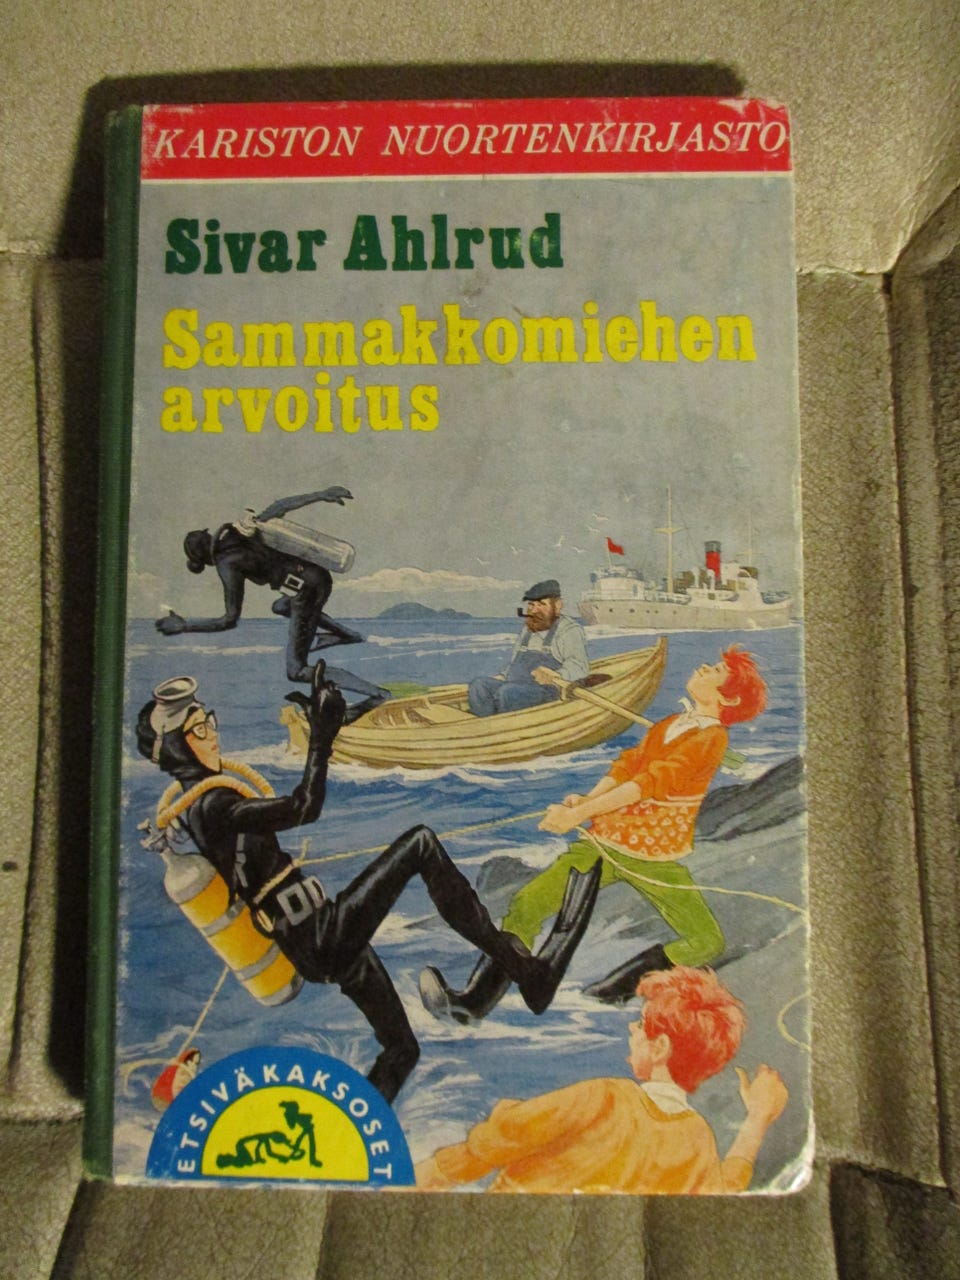 KARISTON NUORTENKIRJASTO
Sivar Ahlrud
Sammakkomiehen
arvoitus
ETSIVÄKAKSOSET